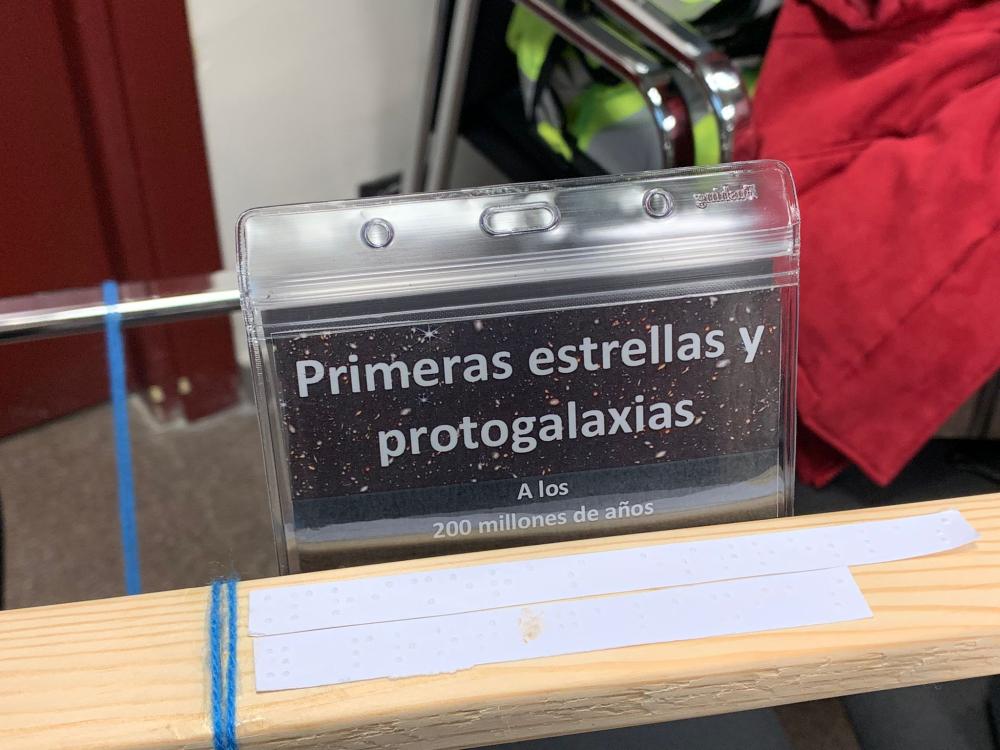 Primeras estrellas y
protogalaxias
A los
200 millones de años